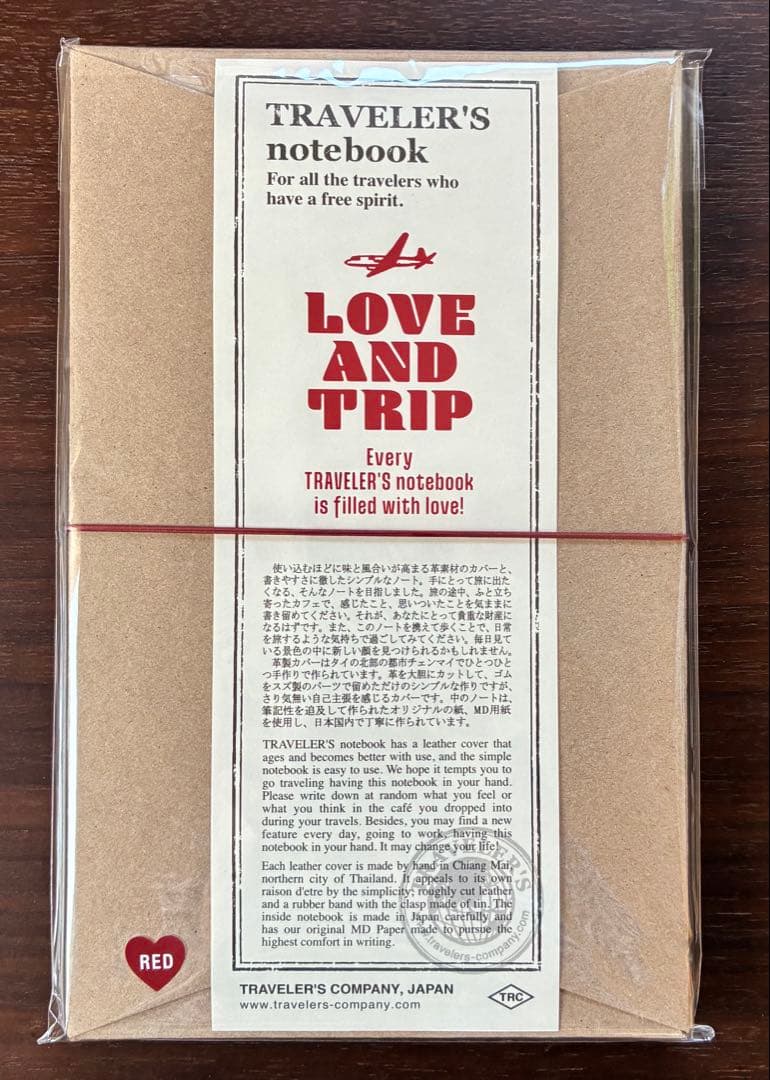 TRAVELER'S
notebook
For all the travelers who
have a free spirit.
LOVE
AND
TRIP
Every
TRAVELER'S notebook
is filled with love!
使い込むほどに味と風合いが高まる革素材のカバーと、
書きやすさに徹したシンプルなノート。手にとって旅に出た
くなる、そんなノートを目指しました。旅の途中、ふと立ち
寄ったカフェで、感じたこと、思いついたことを気ままに
書き留めてください。それが、あなたにとって貴重な財産に
なるはずです。また、このノートを携えて歩くことで、日常
を旅するような気持ちで過ごしてみてください。毎日見て
いる景色の中に新しい顔を見つけられるかもしれません。
革製カバーはタイの北部の都市チェンマイでひとつひと
つ手作りで作られています。革を大胆にカットして、ゴム
をスズ製のパーツで留めただけのシンプルな作りですが、
さり気無い自己主張を感じるカバーです。中のノートは、
筆記性を追及して作られたオリジナルの紙、MD用紙
を使用し、日本国内で丁寧に作られています。
TRAVELER'S notebook has a leather cover that
ages and becomes better with use, and the simple
notebook is easy to use. We hope it tempts you to
go traveling having this notebook in your hand.
Please write down at random what you feel or
what you think in the café you dropped into
during your travels. Besides, you may find a new
feature every day, going to work, having this
notebook in your hand. It may change your life.
Each leather cover is made by hand in Chiang Mai,
northern city of Thailand. It appeals to its own
raison d'etre by the simplicity; roughly cut leather
and a rubber band with the clasp made of tin. The
inside notebook is made in Japan carefully and
has our original MD Paper made to pursue the
highest comfort in writing.
TRAVELER'S
www.travelers-company.com
RED
TRAVELER'S COMPANY, JAPAN
www.travelers-company.com
TRC